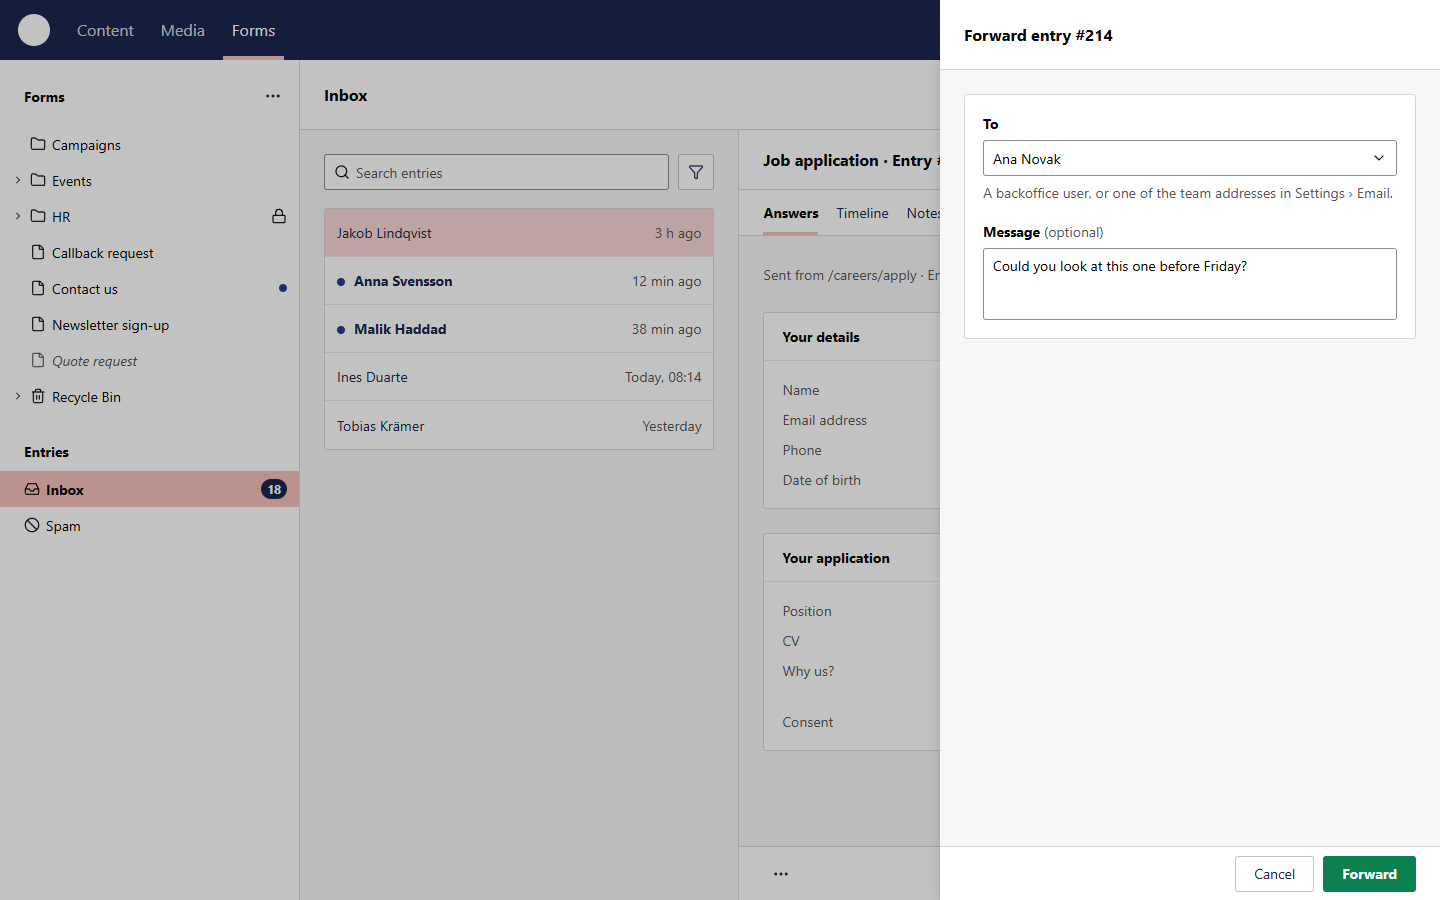 Content Media Forms
Forms
Campaigns
Events
HR
Callback request
Contact us
Newsletter sign-up
Quote request
Recycle Bin
Entries
Inbox 18
Spam
Inbox
Search entries
Jakob Lindqvist 3 h ago
Anna Svensson 12 min ago
Malik Haddad 38 min ago
Ines Duarte Today, 08:14
Tobias Krämer Yesterday
Job application · Entry
Answers Timeline Notes
Sent from /careers/apply ·
Your details
Name
Email address
Phone
Date of birth
Your application
Position
CV
Why us?
Consent
Forward entry #214
To
Ana Novak
A backoffice user, or one of the team addresses in Settings › Email.
Message (optional)
Could you look at this one before Friday?
Cancel Forward